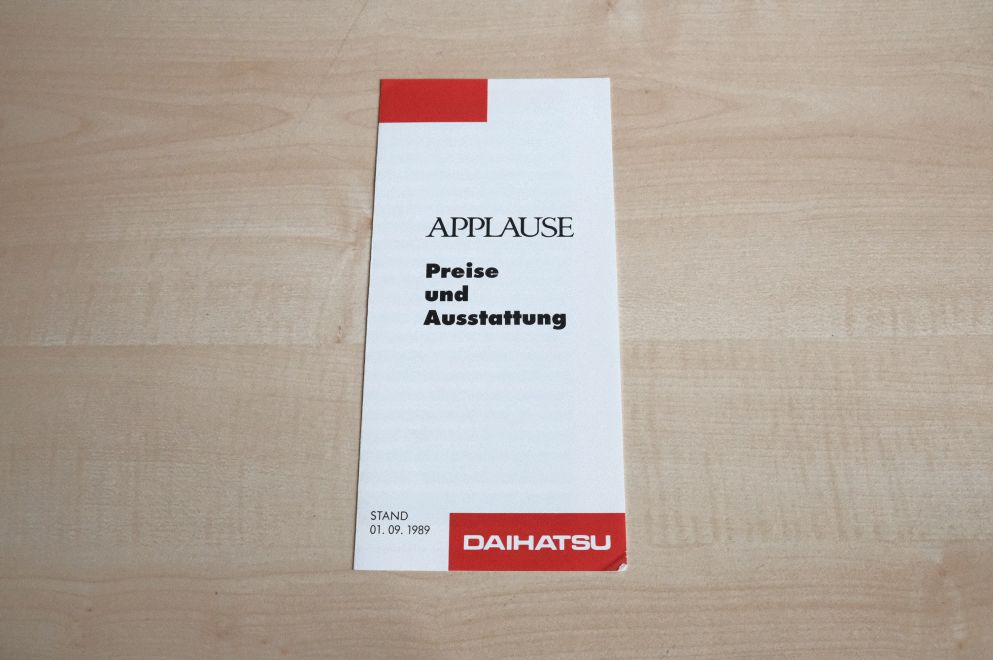 APPLAUSE
Preise
und
Ausstattung
STAND
01. 09. 1989
DAIHATSU